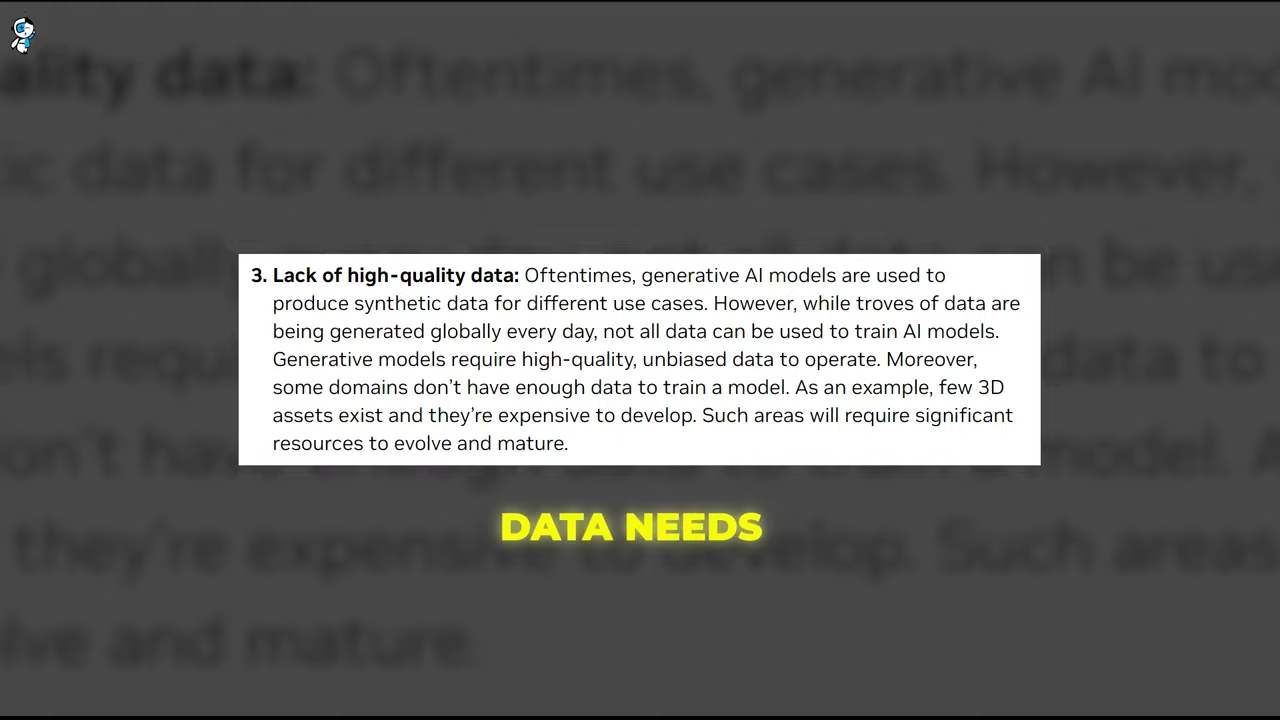 3. Lack of high-quality data: Oftentimes, generative AI models are used to
produce synthetic data for different use cases. However, while troves of data are
being generated globally every day, not all data can be used to train AI models.
Generative models require high-quality, unbiased data to operate. Moreover,
some domains don't have enough data to train a model. As an example, few 3D
assets exist and they're expensive to develop. Such areas will require significant
resources to evolve and mature.
DATA NEEDS